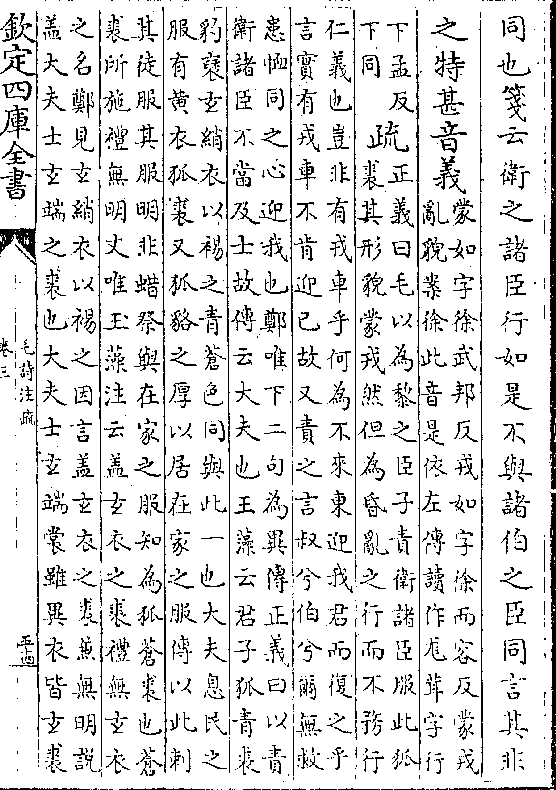 同也箋云衛之諸臣行如是不與諸伯之臣同言其非
之特甚音義
蒙如字徐武邦反戎如字徐而容反蒙戎
亂貌案徐此音是依左傳讀作尨茸字行
下孟反
下同
疏
正義曰毛以為黎之臣子責衛諸臣服此狐
裘其形貌蒙戎然但為昏亂之行而不務行
仁義也豈非有戎車乎何為不來東迎我君而復之乎
言實有戎車不肯迎已故又責之言叔兮伯兮爾無救
患恤同之心迎我也鄭唯下二句為異傳正義曰以青
衛諸臣不當及士故傳云大夫也玉藻云君子狐青裘
豹褎玄綃衣以裼之青蒼色同與此一也大夫息民之
服有黄衣狐裘又狐貉之厚以居在家之服傳以此刺
其徒服其服明非蜡祭與在家之服知為狐蒼裘也蒼
裘所施禮無明文唯玉藻注云蓋玄衣之裘禮無玄衣
之名鄭見玄綃衣以裼之因言蓋玄衣之裘兼無明説
蓋大夫士玄端之裘也大夫士玄端裳雖異衣皆玄裘
欽定四庫全書
毛詩注疏
卷三
五十四